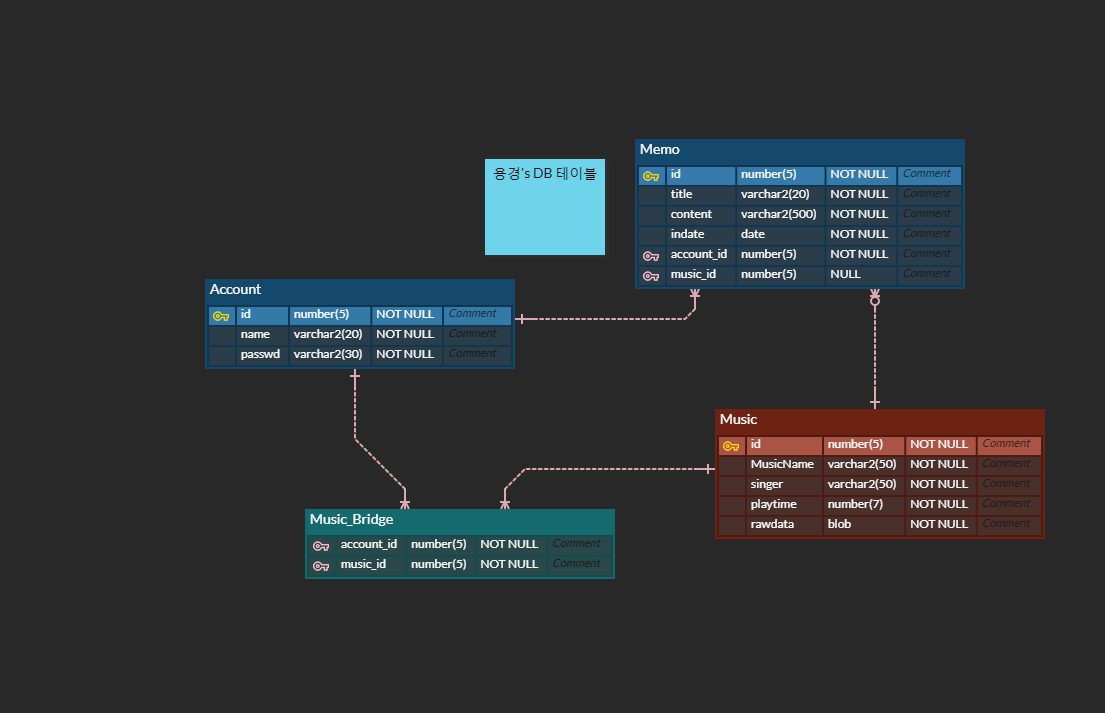 Memo
id number(5) NOT NULL Comment
title varchar2(20) NOT NULL Comment
content varchar2(500) NOT NULL Comment
indate date NOT NULL Comment
account_id number(5) NOT NULL Comment
music_id number(5) NULL Comment
용경's DB 테이블
Account
id number(5) NOT NULL Comment
name varchar2(20) NOT NULL Comment
passwd varchar2(30) NOT NULL Comment
Music
id number(5) NOT NULL Comment
MusicName varchar2(50) NOT NULL Comment
singer varchar2(50) NOT NULL Comment
playtime number(7) NOT NULL Comment
rawdata blob NOT NULL Comment
Music_Bridge
account_id number(5) NOT NULL Comment
music_id number(5) NOT NULL Comment